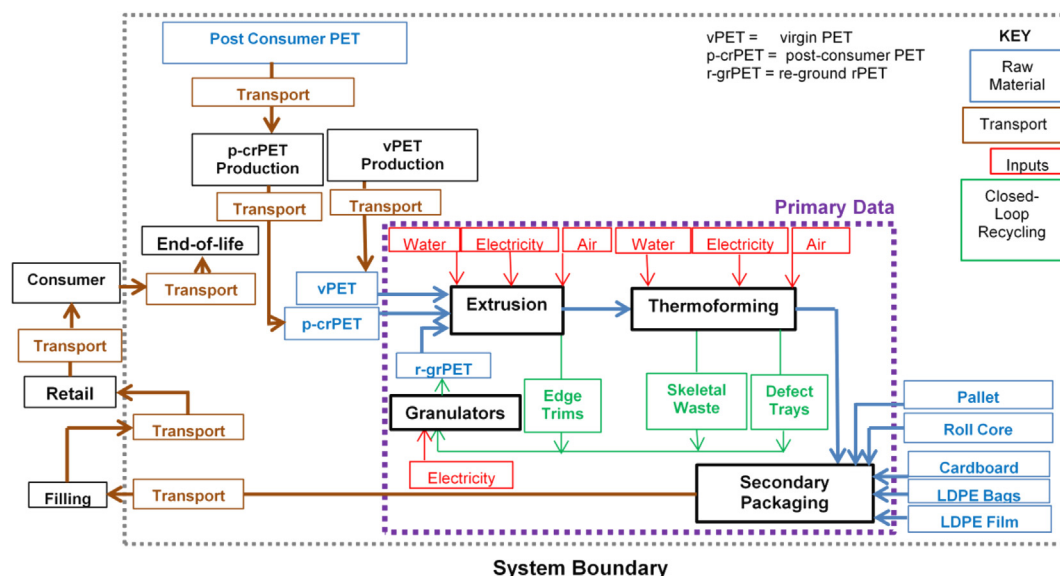 Post Consumer PET
vPET = virgin PET
p-crPET = post-consumer PET
r-grPET = re-ground rPET
KEY
Raw
Material
Transport
Inputs
Closed-
Loop
Recycling
Transport
p-crPET
Production
vPET
Production
Transport
Transport
Primary Data
End-of-life
Water
Electricity
Air
Water
Electricity
Air
Consumer
Transport
vPET
Extrusion
Thermoforming
p-crPET
Transport
r-grPET
Retail
Edge
Trims
Skeletal
Waste
Defect
Trays
Granulators
Pallet
Transport
Roll Core
Electricity
Cardboard
Filling
Transport
Secondary
Packaging
LDPE Bags
LDPE Film
System Boundary